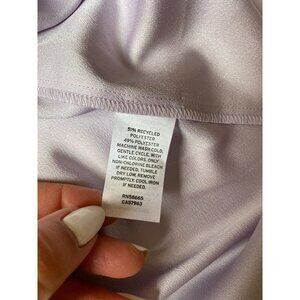 51% RECYCLED
POLYESTER
49% POLYESTER
MACHINE WASH COLD,
GENTLE CYCLE, WITH
LIKE COLORS. ONLY
NON-CHLORINE BLEACH
IF NEEDED. TUMBLE
DRY LOW. REMOVE
PROMPTLY. COOL IRON
IF NEEDED.
RN56665
CA57963